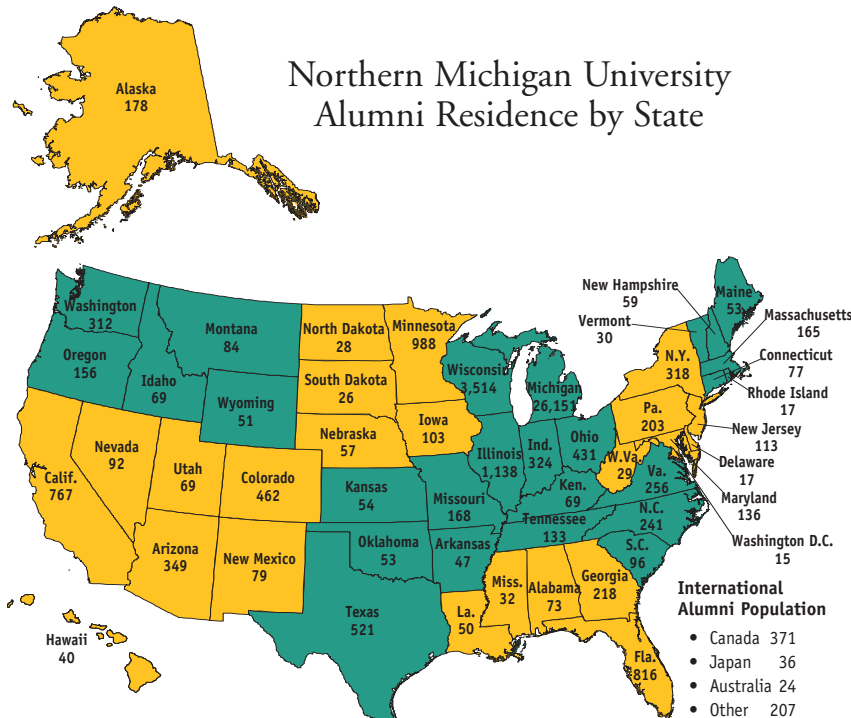 Northern Michigan University
Alumni Residence by State
Alaska
178
Washington
312
Oregon
156
Idaho
69
Montana
84
Wyoming
51
North Dakota
28
South Dakota
26
Nebraska
57
Minnesota
988
Iowa
103
Wisconsin
3,514
Michigan
26,151
Illinois
1,138
Ind.
324
Ohio
431
Calif.
767
Nevada
92
Utah
69
Colorado
462
Arizona
349
New Mexico
79
Kansas
54
Oklahoma
53
Texas
521
Missouri
168
Arkansas
47
La.
50
Ken.
69
Tennessee
133
Miss.
32
Alabama
73
Georgia
218
Fla.
816
S.C.
96
N.C.
241
Va.
256
W.Va.
29
Pa.
203
N.Y.
318
Maine
53
New Hampshire
59
Vermont
30
Massachusetts
165
Connecticut
77
Rhode Island
17
New Jersey
113
Delaware
17
Maryland
136
Washington D.C.
15
Hawaii
40
International
Alumni Population
• Canada 371
• Japan 36
• Australia 24
• Other 207